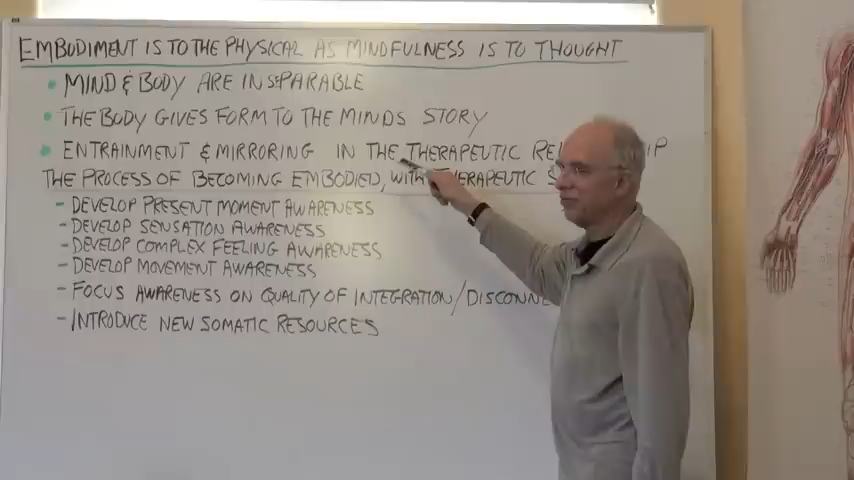 EMBODIMENT IS TO THE PHYSICAL AS MINDFULNESS IS TO THOUGHT
• MIND & BODY ARE INSEPARABLE
• THE BODY GIVES FORM TO THE MINDS STORY
• ENTRAINMENT & MIRRORING IN THE THERAPEUTIC
THE PROCESS OF BECOMING EMBODIED, WITH THERAPEUTIC
- DEVELOP PRESENT MOMENT AWARENESS
- DEVELOP SENSATION AWARENESS
- DEVELOP COMPLEX FEELING AWARENESS
- DEVELOP MOVEMENT AWARENESS
- FOCUS AWARENESS ON QUALITY OF INTEGRATION/
- INTRODUCE NEW SOMATIC RESOURCES